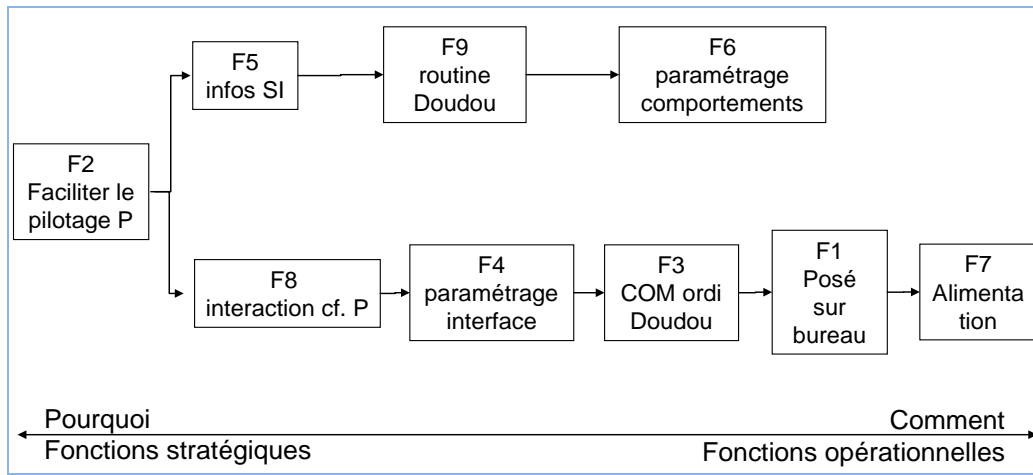 F5
infos SI
F9
routine
Doudou
F6
paramétrage
comportements
F2
Faciliter le
pilotage P
F8
interaction cf. P
F4
paramétrage
interface
F3
COM ordi
Doudou
F1
Posé
sur
bureau
F7
Alimenta
tion
Pourquoi
Comment
Fonctions stratégiques
Fonctions opérationnelles